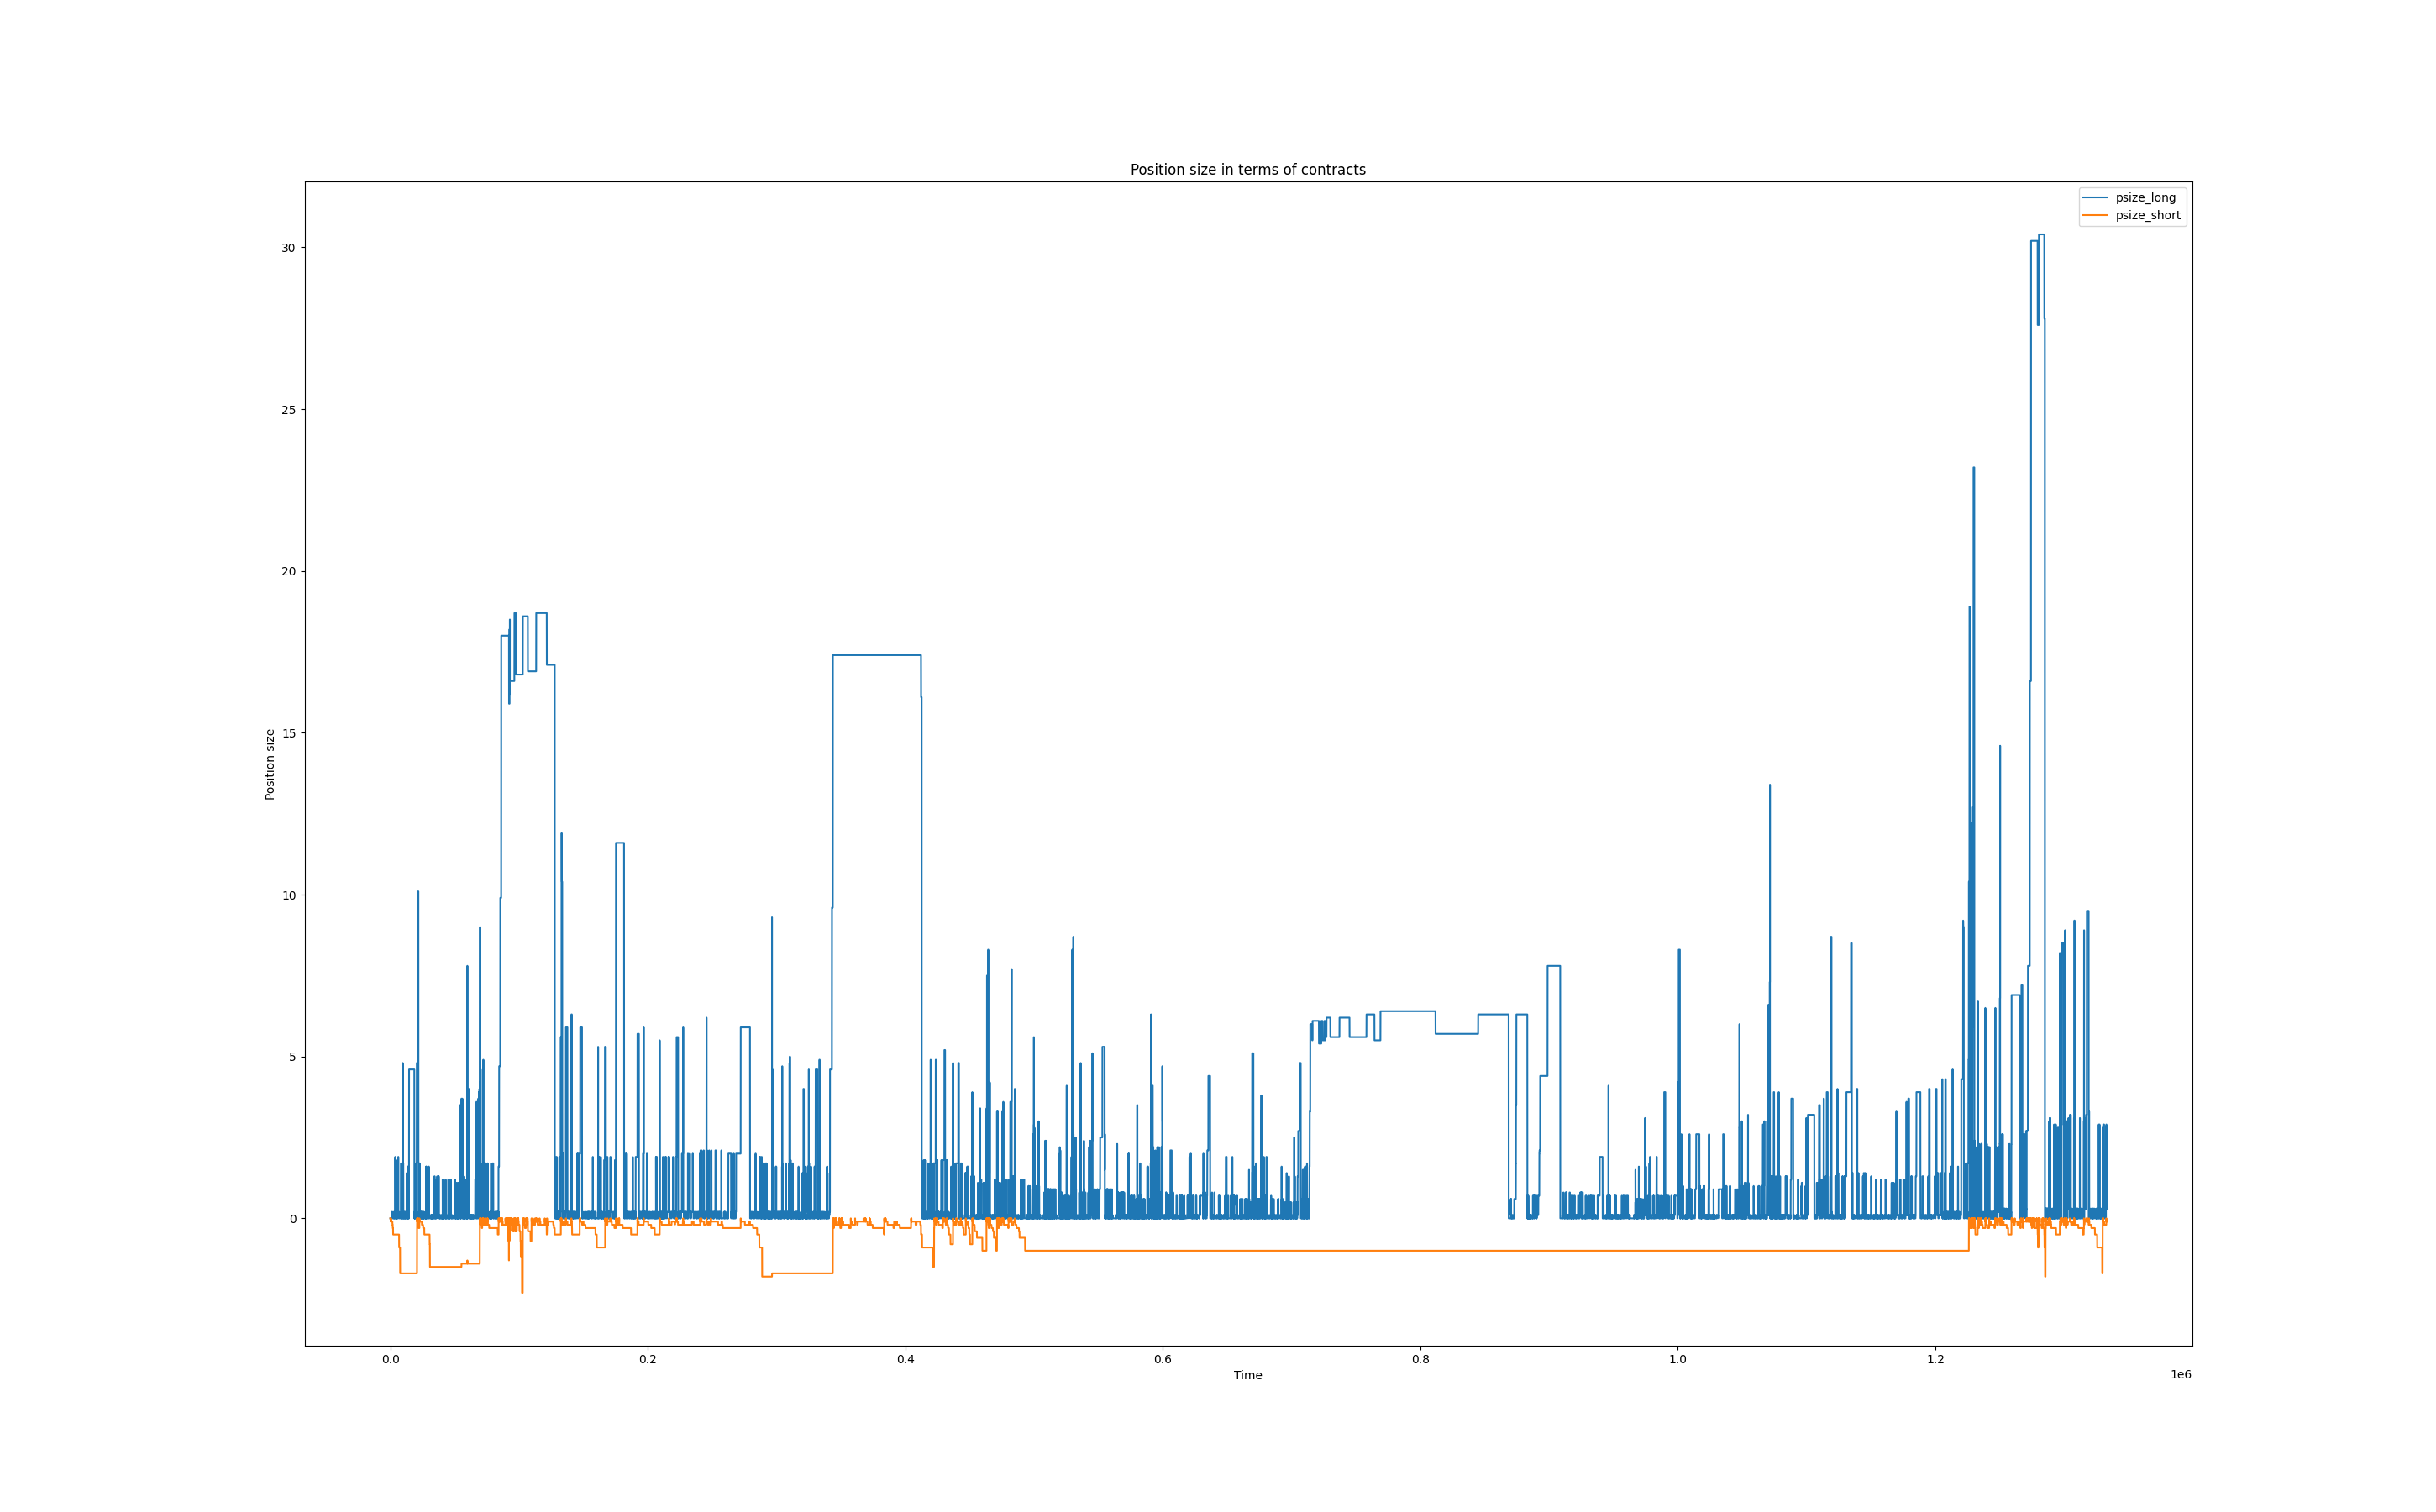 Position size in terms of contracts
psize_long
psize_short
Position size
30
25
20
15
10
5
0
0.0 0.2 0.4 0.6 0.8 1.0 1.2
Time
1e6